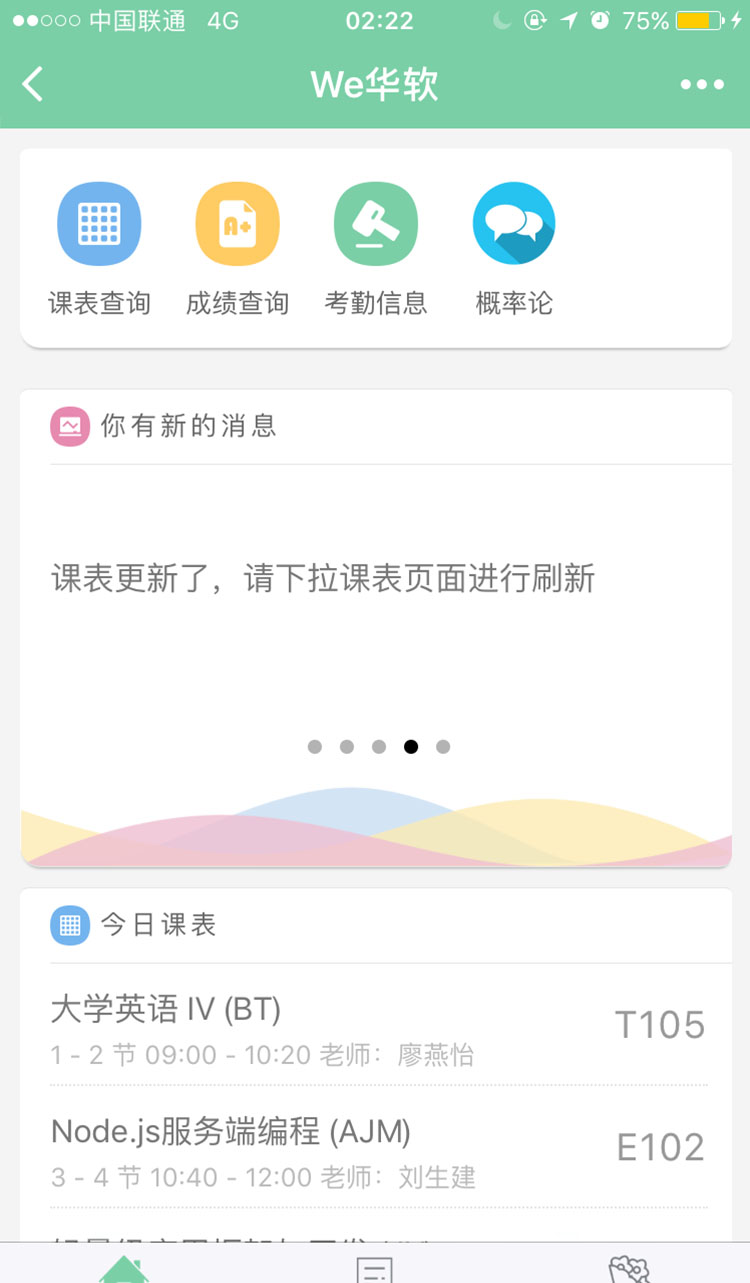 中国联通 4G 02:22 75%
We华软
A+
课表查询 成绩查询 考勤信息 概率论
你有新的消息
课表更新了，请下拉课表页面进行刷新
今日课表
大学英语 IV (BT)
T105
1 - 2 节 09:00 - 10:20 老师：廖燕怡
Node.js服务端编程 (AJM)
E102
3 - 4 节 10:40 - 12:00 老师：刘生建